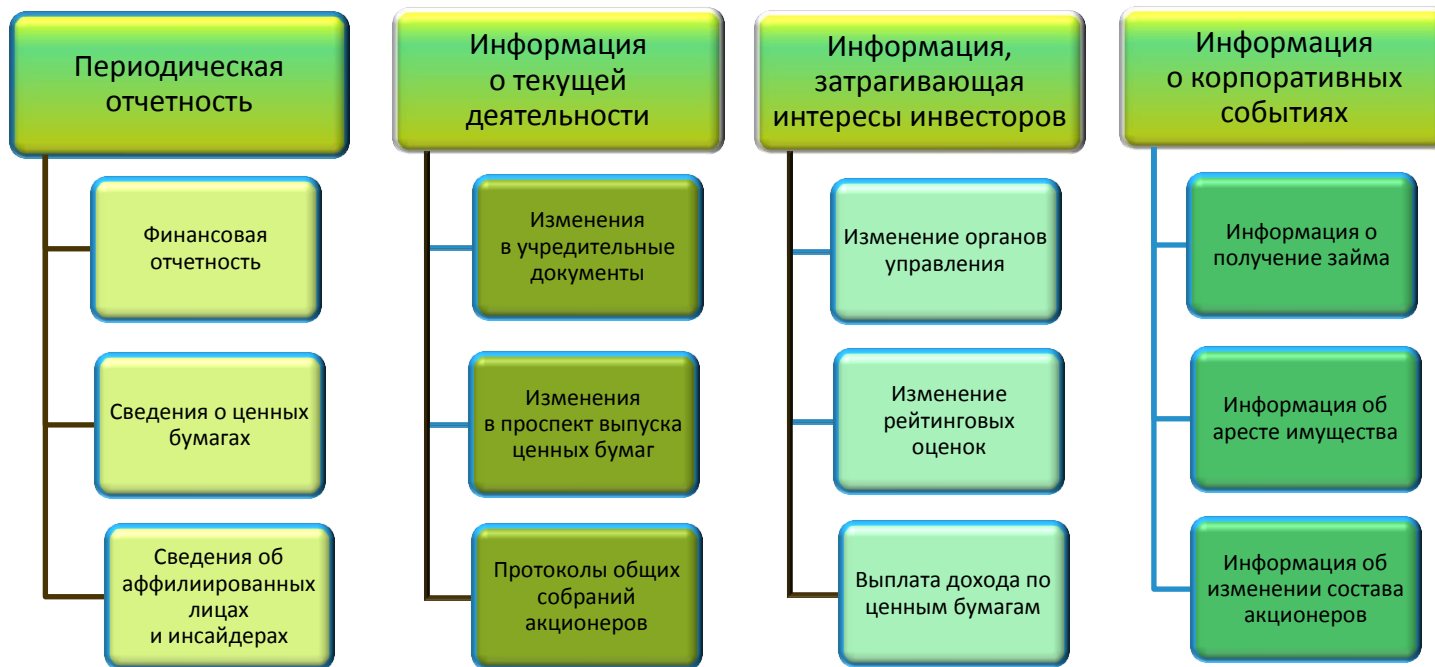 Периодическая
отчетность
Финансовая
отчетность
Сведения о ценных
бумагах
Сведения об
аффилиированных
лицах
и инсайдерах
Информация
о текущей
деятельности
Изменения
в учредительные
документы
Изменения
в проспект выпуска
ценных бумаг
Протоколы общих
собраний
акционеров
Информация,
затрагивающая
интересы инвесторов
Изменение органов
управления
Изменение
рейтинговых
оценок
Выплата дохода по
ценным бумагам
Информация
о корпоративных
событиях
Информация о
получение займа
Информация об
аресте имущества
Информация об
изменении состава
акционеров